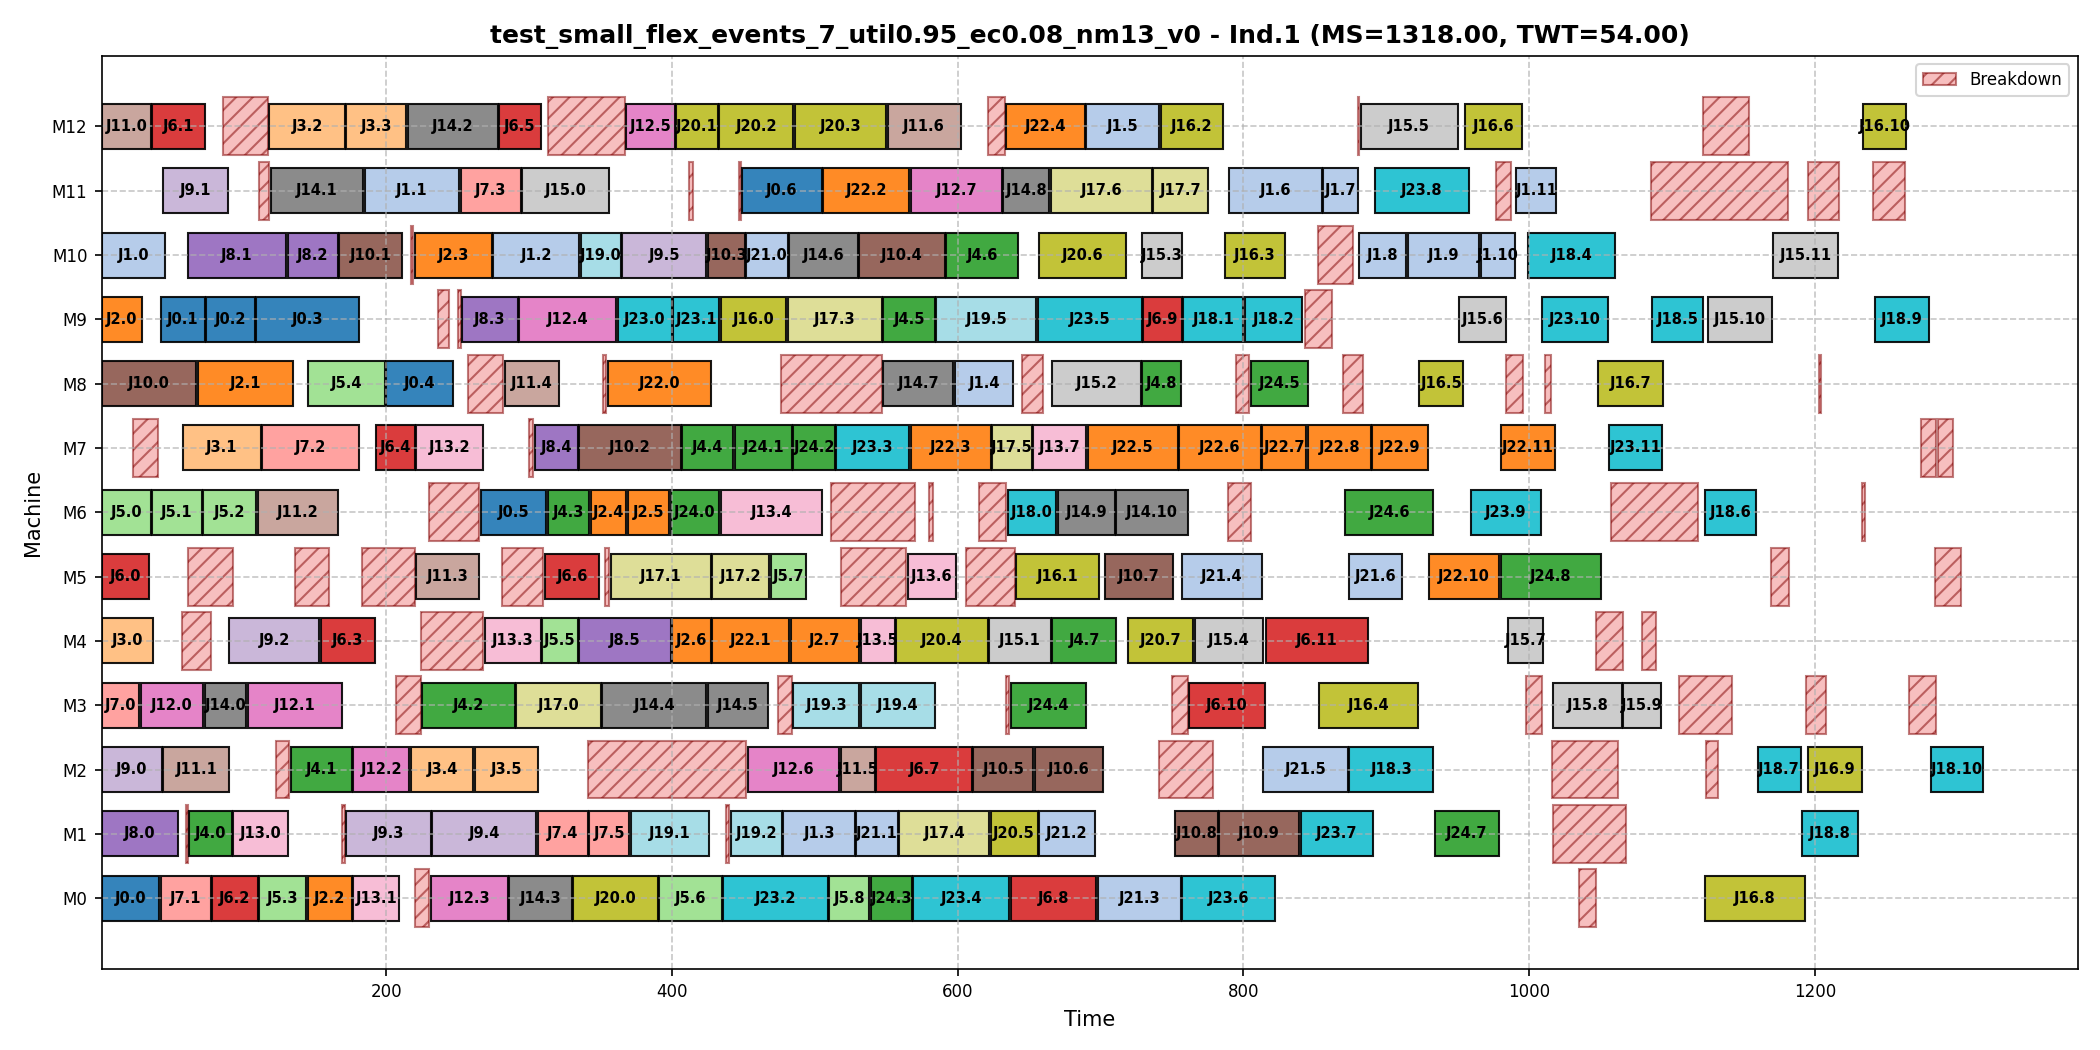 test_small_flex_events_7_util0.95_ec0.08_nm13_v0 - Ind.1 (MS=1318.00, TWT=54.00)
Breakdown
M12 J11.0 J6.1 J3.2 J3.3 J14.2 J6.5 J12.5 J20.1 J20.2 J20.3 J11.6 J22.4 J1.5 J16.2 J15.5 J16.6 J16.10
M11 J9.1 J14.1 J1.1 J7.3 J15.0 J0.6 J22.2 J12.7 J14.8 J17.6 J17.7 J1.6 J1.7 J23.8 J1.11
M10 J1.0 J8.1 J8.2 J10.1 J2.3 J1.2 J19.0 J9.5 J10.3 J21.0 J14.6 J10.4 J4.6 J20.6 J15.3 J16.3 J1.8 J1.9 J1.10 J18.4 J15.11
M9 J2.0 J0.1 J0.2 J0.3 J8.3 J12.4 J23.0 J23.1 J16.0 J17.3 J4.5 J19.5 J23.5 J6.9 J18.1 J18.2 J15.6 J23.10 J18.5 J15.10 J18.9
M8 J10.0 J2.1 J5.4 J0.4 J11.4 J22.0 J14.7 J1.4 J15.2 J4.8 J24.5 J16.5 J16.7
M7 J3.1 J7.2 J6.4 J13.2 J8.4 J10.2 J4.4 J24.1 J24.2 J23.3 J22.3 J17.5 J13.7 J22.5 J22.6 J22.7 J22.8 J22.9 J22.11 J23.11
M6 J5.0 J5.1 J5.2 J11.2 J0.5 J4.3 J2.4 J2.5 J24.0 J13.4 J18.0 J14.9 J14.10 J24.6 J23.9 J18.6
M5 J6.0 J11.3 J6.6 J17.1 J17.2 J5.7 J13.6 J16.1 J10.7 J21.4 J21.6 J22.10 J24.8
M4 J3.0 J9.2 J6.3 J13.3 J5.5 J8.5 J2.6 J22.1 J2.7 J13.5 J20.4 J15.1 J4.7 J20.7 J15.4 J6.11 J15.7
M3 J7.0 J12.0 J14.0 J12.1 J4.2 J17.0 J14.4 J14.5 J19.3 J19.4 J24.4 J6.10 J16.4 J15.8 J15.9
M2 J9.0 J11.1 J4.1 J12.2 J3.4 J3.5 J12.6 J11.5 J6.7 J10.5 J10.6 J21.5 J18.3 J18.7 J16.9 J18.10
M1 J8.0 J4.0 J13.0 J9.3 J9.4 J7.4 J7.5 J19.1 J19.2 J1.3 J21.1 J17.4 J20.5 J21.2 J10.8 J10.9 J23.7 J24.7 J18.8
M0 J0.0 J7.1 J6.2 J5.3 J2.2 J13.1 J12.3 J14.3 J20.0 J5.6 J23.2 J5.8 J24.3 J23.4 J6.8 J21.3 J23.6 J16.8
200 400 600 800 1000 1200
Time
Machine